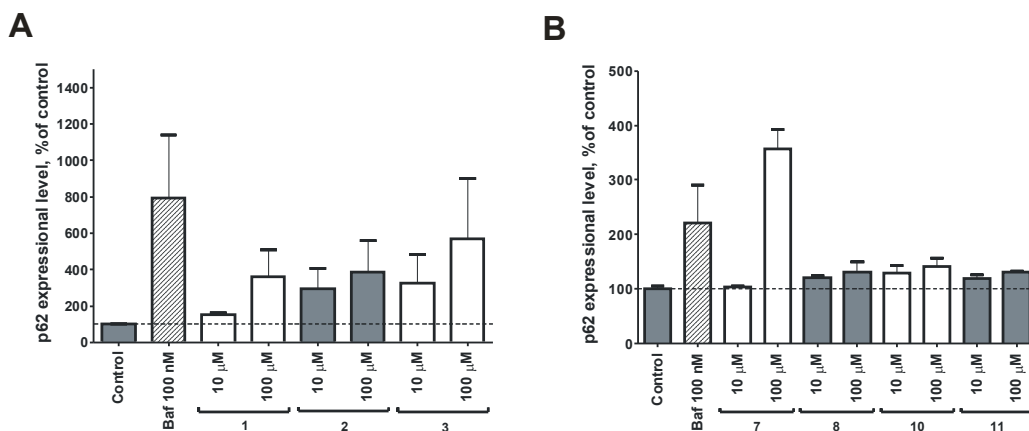 A
p62 expressional level, % of control
1400
1200
1000
800
600
400
200
0
Control
Baf 100 nM
10 μM
100 μM
10 μM
100 μM
10 μM
100 μM
1
2
3
B
p62 expressional level, % of control
500
400
300
200
100
0
Control
Baf 100 nM
10 μM
100 μM
10 μM
100 μM
10 μM
100 μM
10 μM
100 μM
7
8
10
11